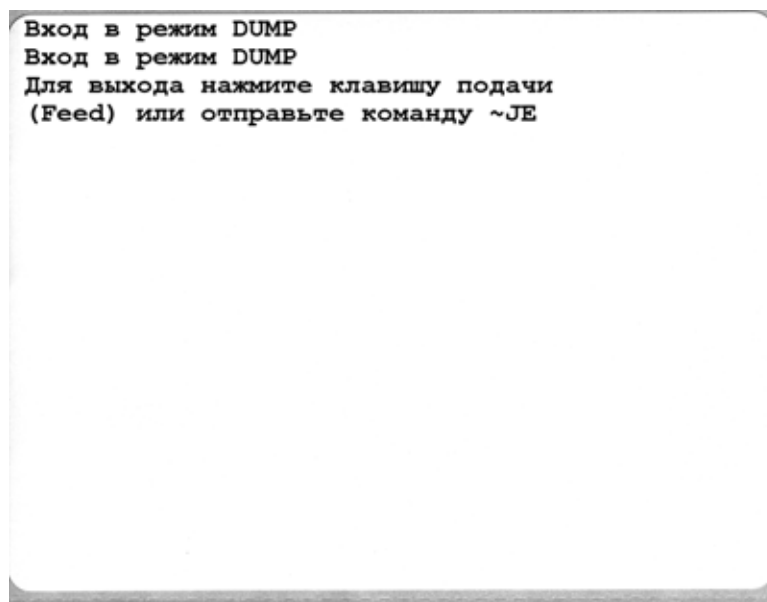 Вход в режим DUMP
Вход в режим DUMP
Для выхода нажмите клавишу подачи
(Feed) или отправьте команду ~JE